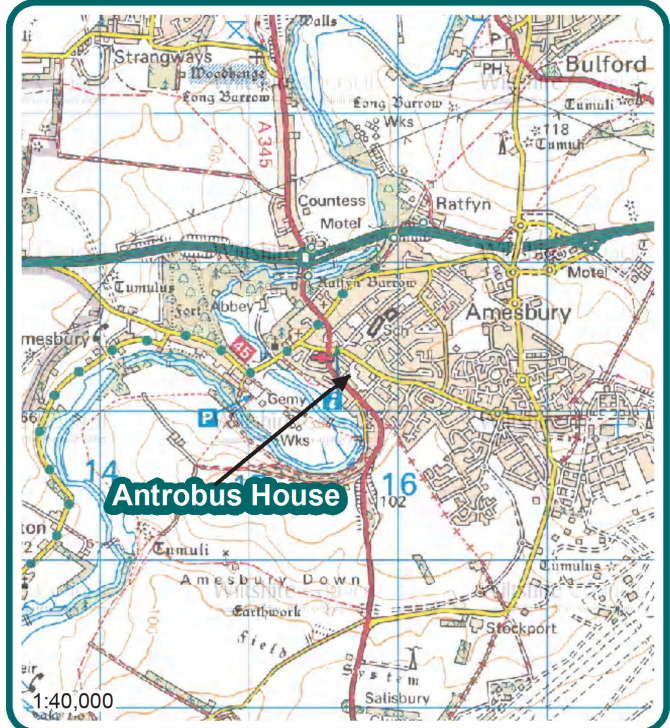 Walls
P
Strangways
Bulford
PH
Woodhenge
Long Barrow
Long Barrow
Tumuli
Wks
A345
118
Tumuli
Countess
Ratfyn
Motel
Motel
Tumulus
Ratfyn Barrow
Fort
Abbey
Amesbury
Sch
mesbury
45
Cemy
P
i
Wks
14
16
Antrobus House
102
ton
Tumuli
Tumulus
Amesbury Down
Earthwork
Stockport
Field
System
1:40,000
Salisbury